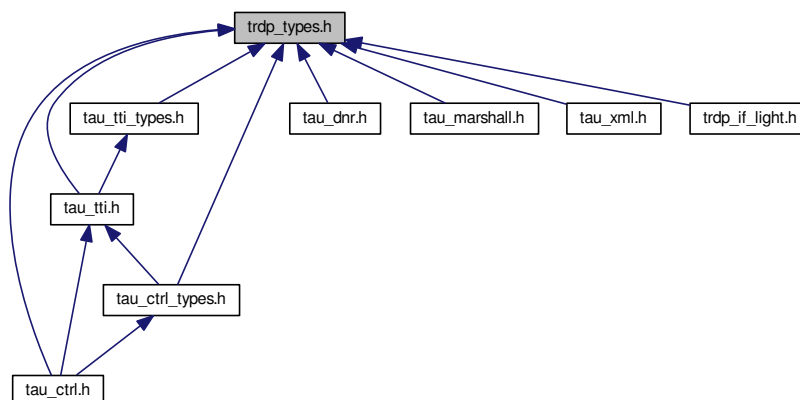 trdp_types.h
tau_tti_types.h
tau_dnr.h
tau_marshall.h
tau_xml.h
trdp_if_light.h
tau_tti.h
tau_ctrl_types.h
tau_ctrl.h